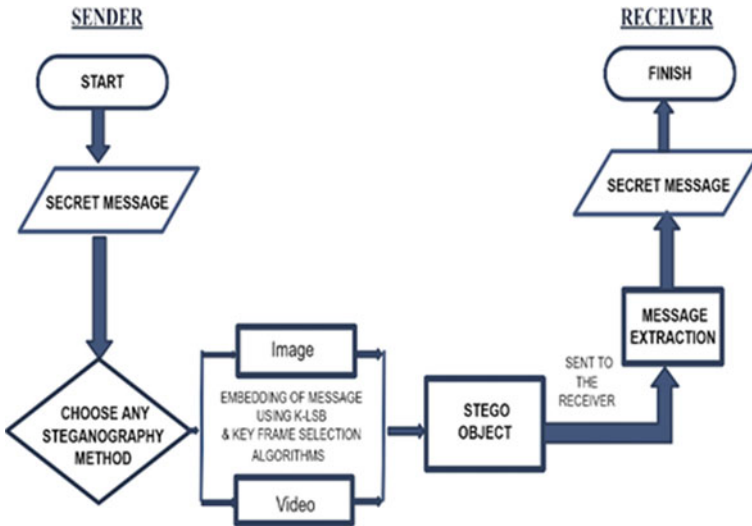 SENDER
START
SECRET MESSAGE
CHOOSE ANY
STEGANOGRAPHY
METHOD
Image
EMBEDDING OF MESSAGE
USING K-LSB
& KEY FRAME SELECTION
ALGORITHMS
Video
STEGO
OBJECT
SENT TO
THE
RECEIVER
MESSAGE
EXTRACTION
SECRET MESSAGE
FINISH
RECEIVER